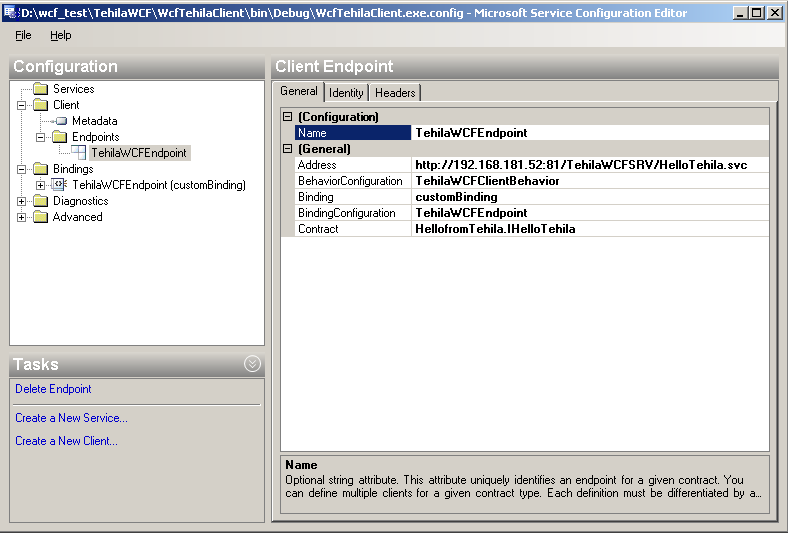 D:\wcf_test\TehilaWCF\WcfTehilaClient\bin\Debug\WcfTehilaClient.exe.config - Microsoft Service Configuration Editor
File Help
Configuration
Services
Client
Metadata
Endpoints
TehilaWCFEndpoint
Bindings
TehilaWCFEndpoint (customBinding)
Diagnostics
Advanced
Tasks
Delete Endpoint
Create a New Service...
Create a New Client...
Client Endpoint
General Identity Headers
(Configuration)
Name TehilaWCFEndpoint
(General)
Address http://192.168.181.52:81/TehilaWCFSRV/HelloTehila.svc
BehaviorConfiguration TehilaWCFClientBehavior
Binding customBinding
BindingConfiguration TehilaWCFEndpoint
Contract HellofromTehila.IHelloTehila
Name
Optional string attribute. This attribute uniquely identifies an endpoint for a given contract. You
can define multiple clients for a given contract type. Each definition must be differentiated by a...